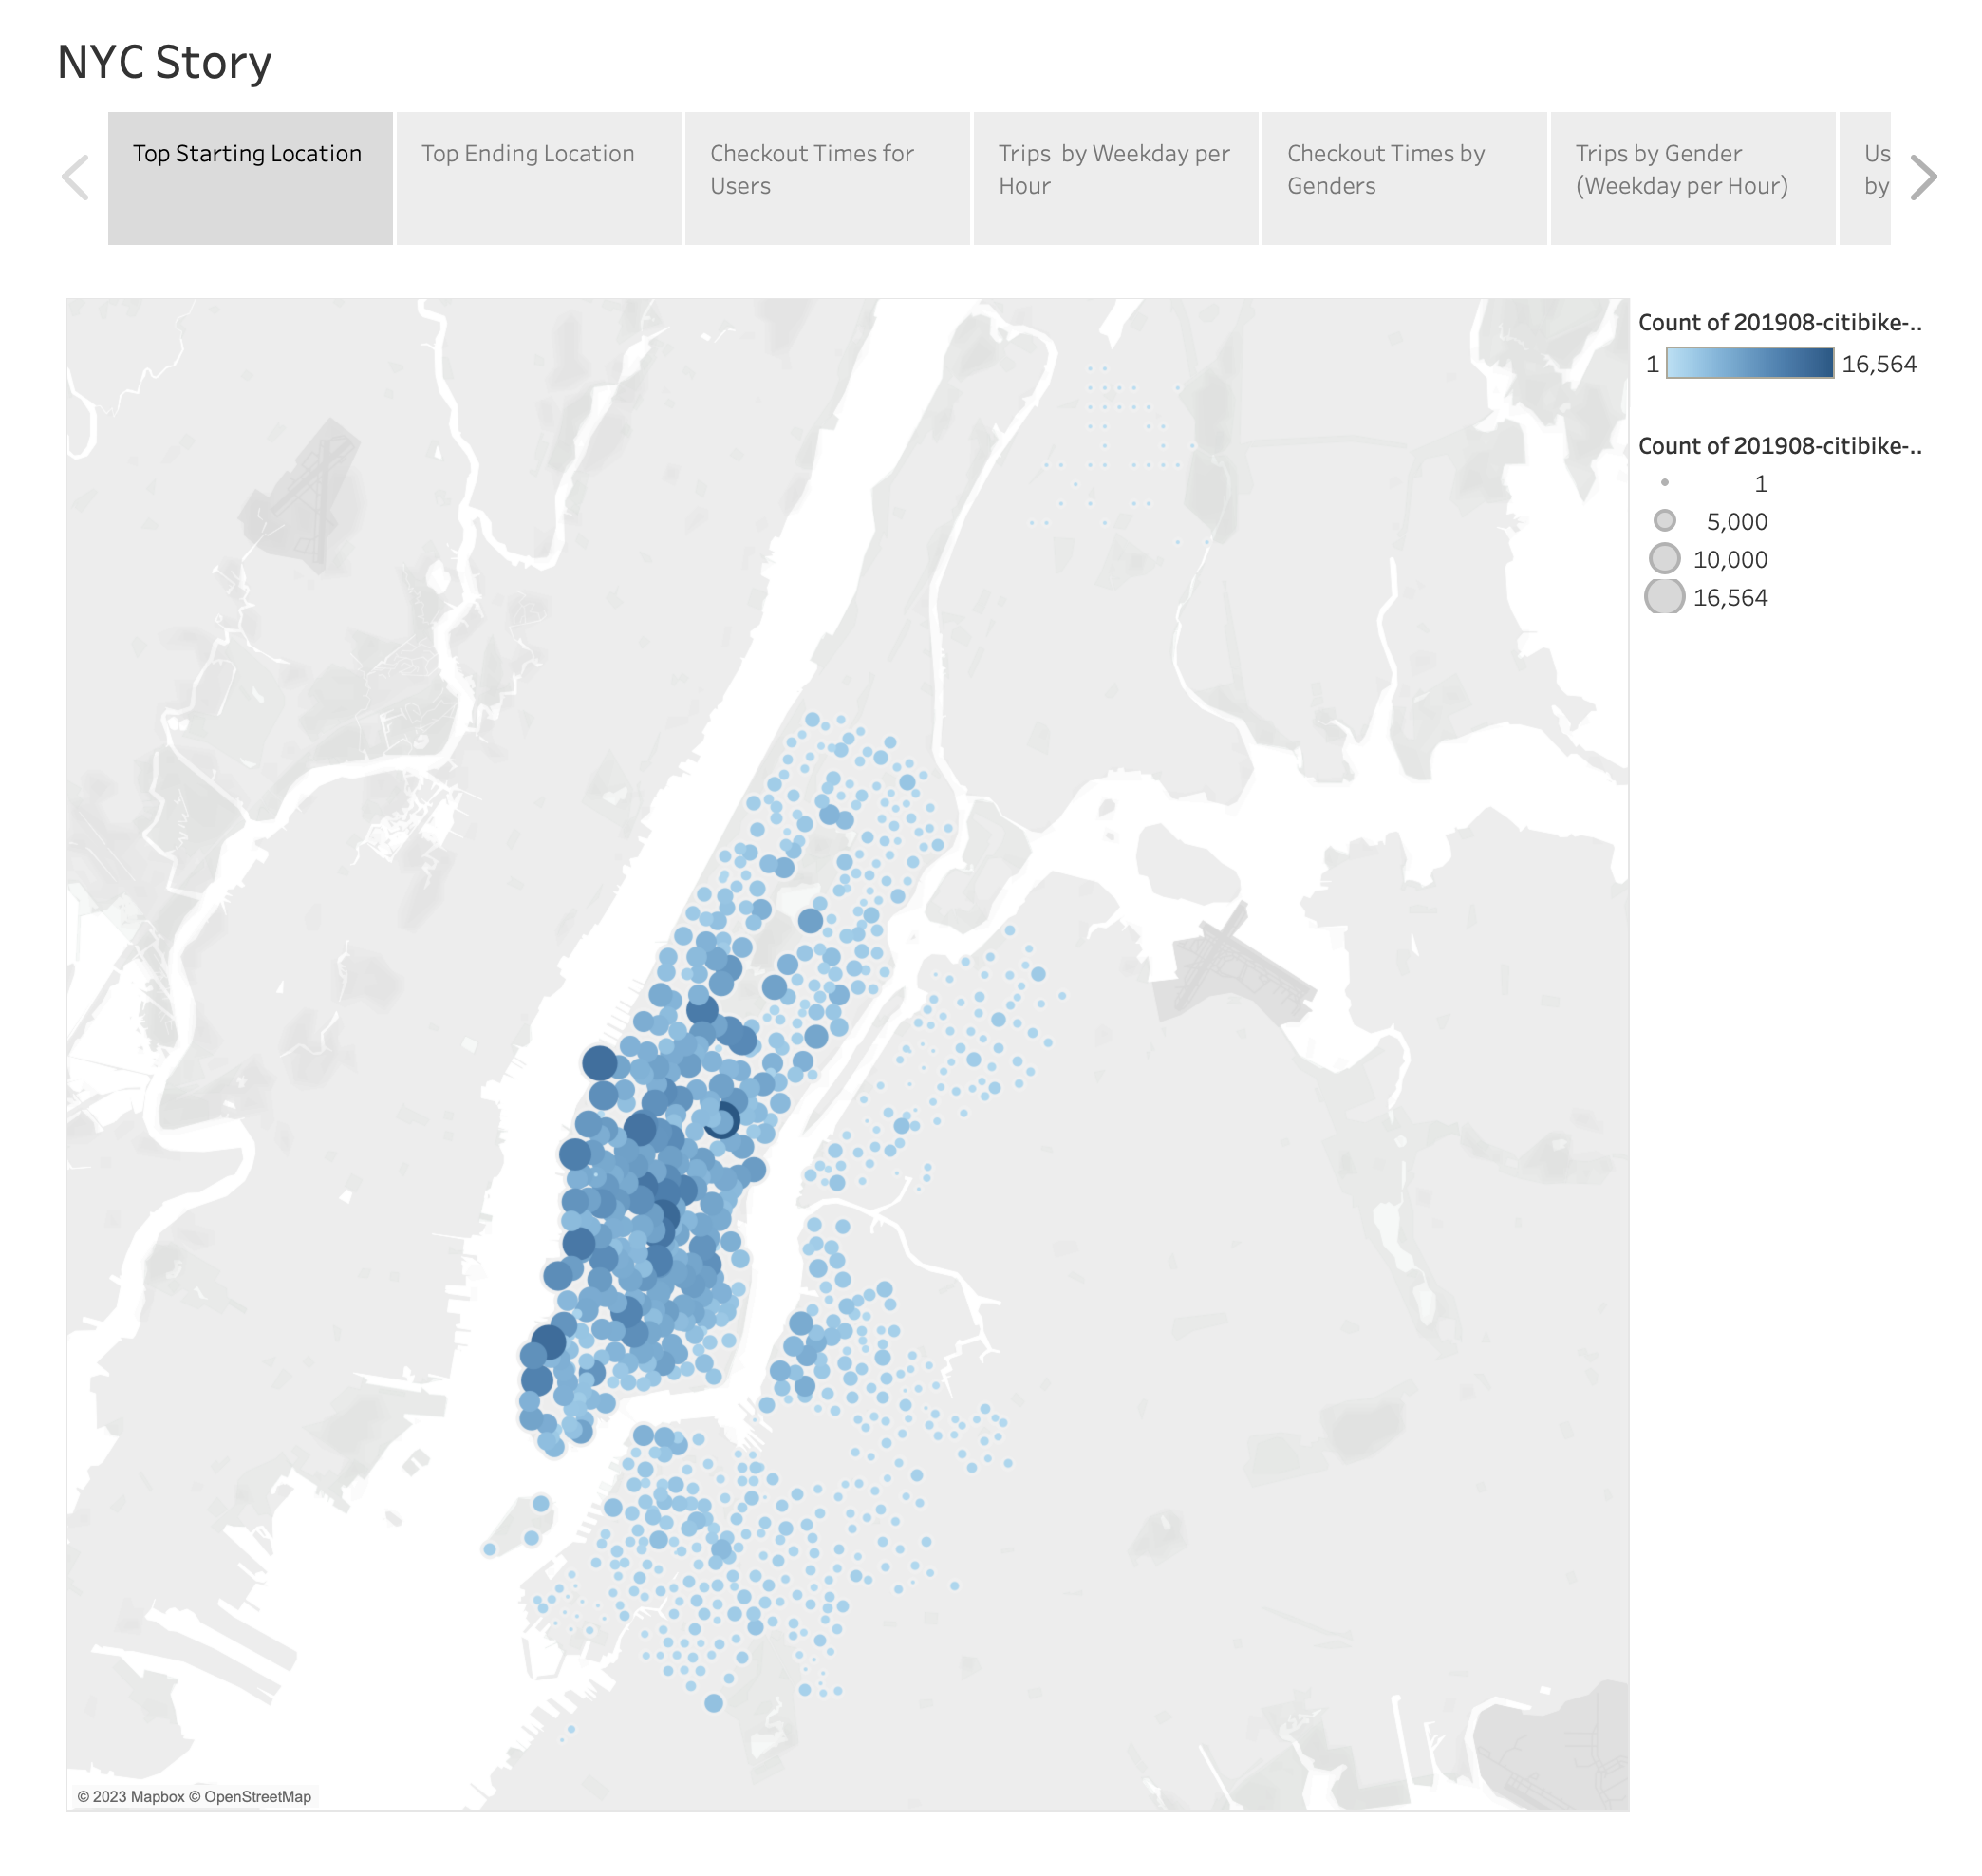 NYC Story
Top Starting Location
Top Ending Location
Checkout Times for
Users
Trips by Weekday per
Hour
Checkout Times by
Genders
Trips by Gender
(Weekday per Hour)
Us
by
Count of 201908-citibike-..
1 16,564
Count of 201908-citibike-..
1
5,000
10,000
16,564
© 2023 Mapbox © OpenStreetMap